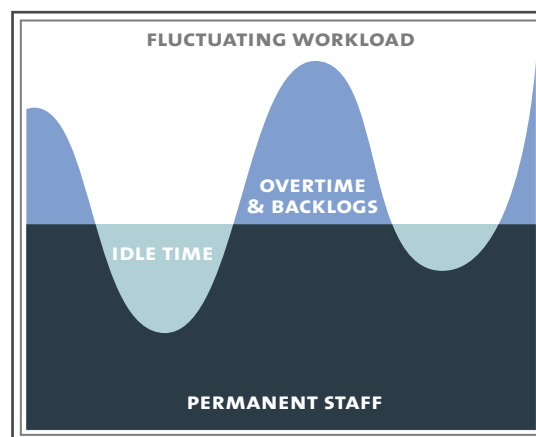 FLUCTUATING WORKLOAD
OVERTIME
& BACKLOGS
IDLE TIME
PERMANENT STAFF